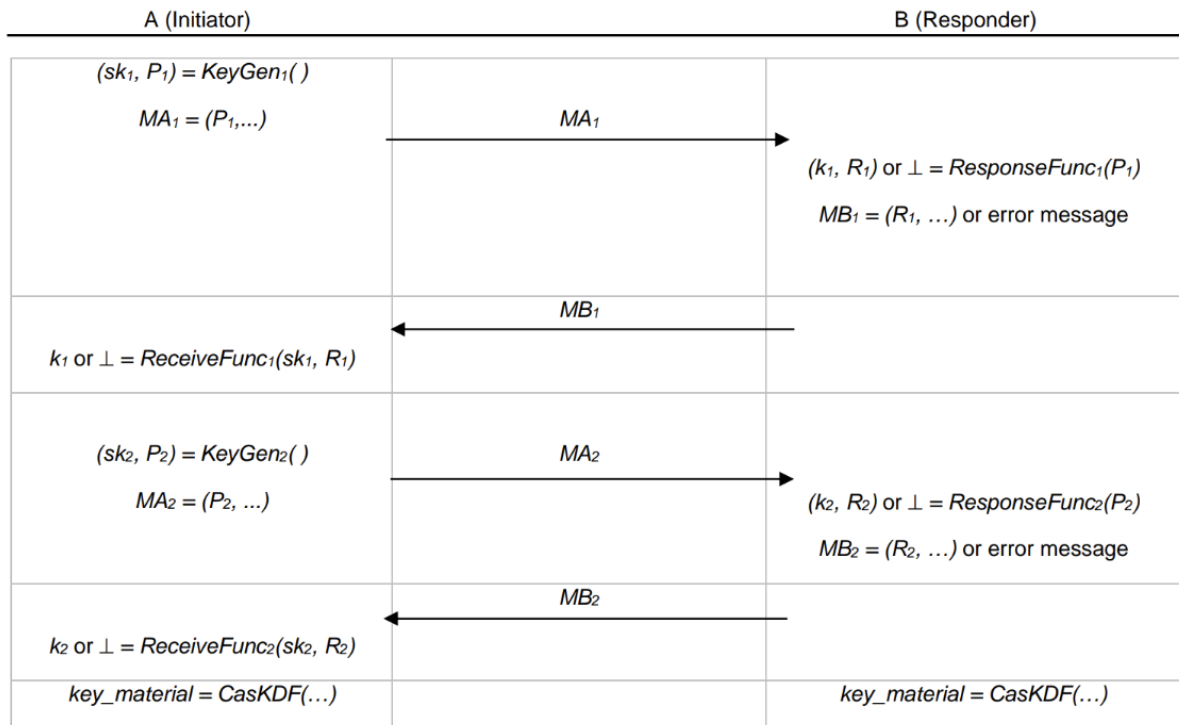 A (Initiator) B (Responder)
(sk₁, P₁) = KeyGen₁( )
MA₁ = (P₁,...) MA₁
(k₁, R₁) or ⊥ = ResponseFunc₁(P₁)
MB₁ = (R₁, …) or error message
MB₁
k₁ or ⊥ = ReceiveFunc₁(sk₁, R₁)
(sk₂, P₂) = KeyGen₂( ) MA₂
MA₂ = (P₂, ...) (k₂, R₂) or ⊥ = ResponseFunc₂(P₂)
MB₂ = (R₂, …) or error message
MB₂
k₂ or ⊥ = ReceiveFunc₂(sk₂, R₂)
key_material = CasKDF(…) key_material = CasKDF(…)